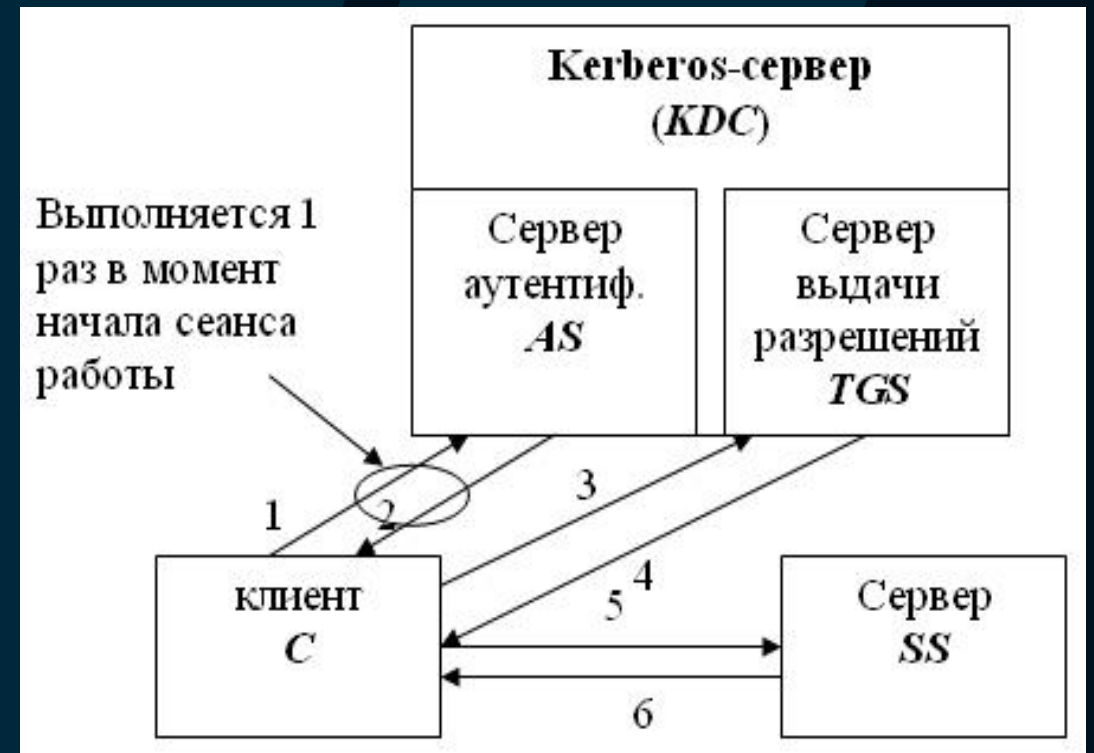 Kerberos-сервер
(KDC)
Выполняется 1
раз в момент
начала сеанса
работы
Сервер
аутентиф.
AS
Сервер
выдачи
разрешений
TGS
1
2
3
4
5
6
клиент
C
Сервер
SS